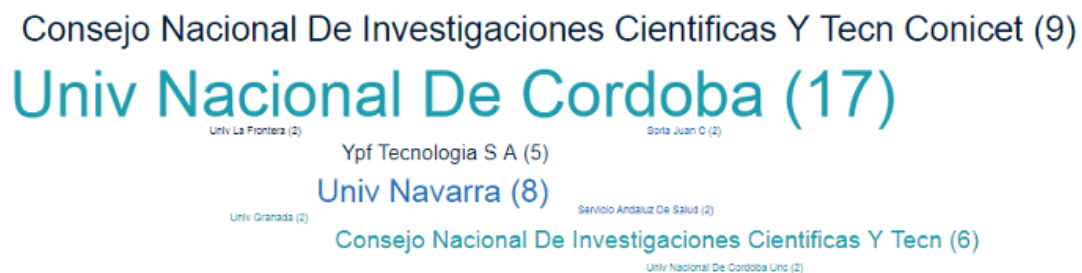 Consejo Nacional De Investigaciones Cientificas Y Tecn Conicet (9)
Univ Nacional De Cordoba (17)
Univ La Frontera (2)
Soria Juan C (2)
Ypf Tecnologia S A (5)
Univ Navarra (8)
Servicio Andaluz De Salud (2)
Univ Granada (2)
Consejo Nacional De Investigaciones Cientificas Y Tecn (6)
Univ Nacional De Cordoba Unc (2)